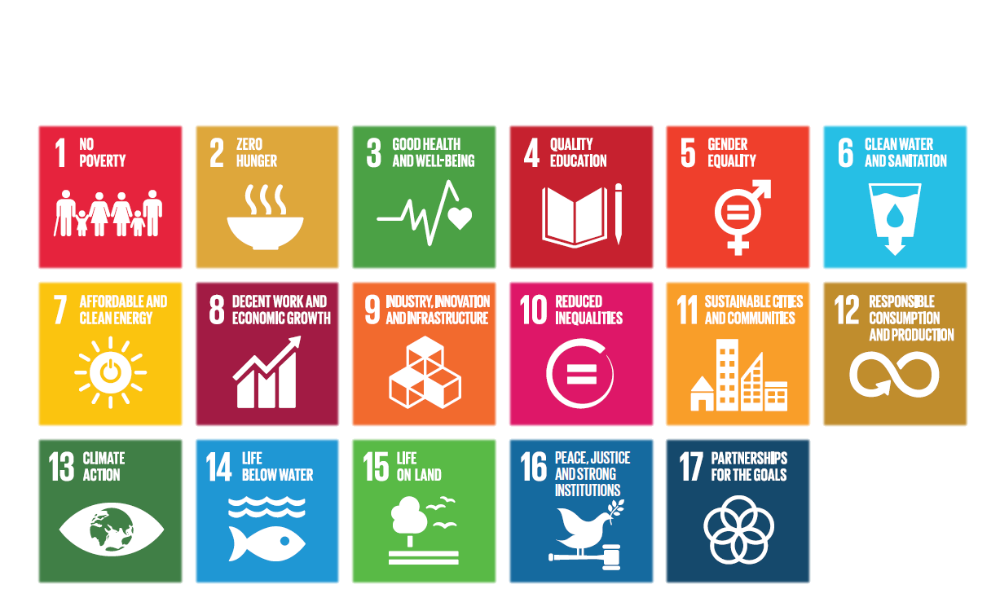 1 NO
POVERTY
2 ZERO
HUNGER
3 GOOD HEALTH
AND WELL-BEING
4 QUALITY
EDUCATION
5 GENDER
EQUALITY
6 CLEAN WATER
AND SANITATION
7 AFFORDABLE AND
CLEAN ENERGY
8 DECENT WORK AND
ECONOMIC GROWTH
9 INDUSTRY, INNOVATION
AND INFRASTRUCTURE
10 REDUCED
INEQUALITIES
11 SUSTAINABLE CITIES
AND COMMUNITIES
12 RESPONSIBLE
CONSUMPTION
AND PRODUCTION
13 CLIMATE
ACTION
14 LIFE
BELOW WATER
15 LIFE
ON LAND
16 PEACE, JUSTICE
AND STRONG
INSTITUTIONS
17 PARTNERSHIPS
FOR THE GOALS